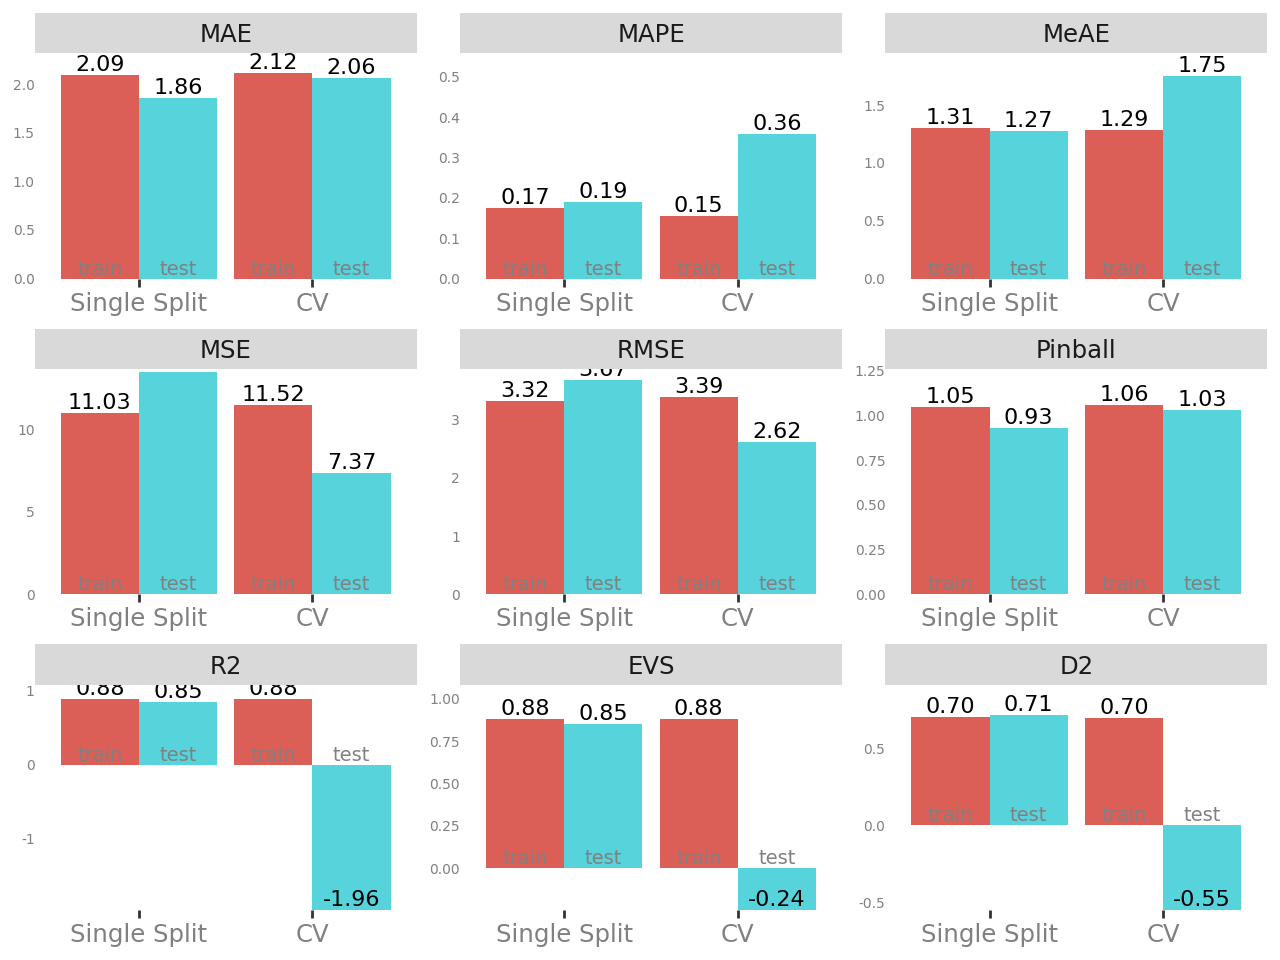 MAE
MAPE
MeAE
2.09
1.86
2.12
2.06
0.17
0.19
0.15
0.36
1.31
1.27
1.29
1.75
2.0
1.5
1.0
0.5
0.0
0.5
0.4
0.3
0.2
0.1
0.0
1.5
1.0
0.5
0.0
train test train test
train test train test
train test train test
Single Split CV
Single Split CV
Single Split CV
MSE
RMSE
Pinball
11.03
11.52
7.37
3.32
3.67
3.39
2.62
1.05
0.93
1.06
1.03
10
5
0
3
2
1
0
1.25
1.00
0.75
0.50
0.25
0.00
train test train test
train test train test
train test train test
Single Split CV
Single Split CV
Single Split CV
R2
EVS
D2
0.88
0.85
0.88
-1.96
0.88
0.85
0.88
-0.24
0.70
0.71
0.70
-0.55
1
0
-1
1.00
0.75
0.50
0.25
0.00
0.5
0.0
-0.5
train test train test
train test train test
train test train test
Single Split CV
Single Split CV
Single Split CV